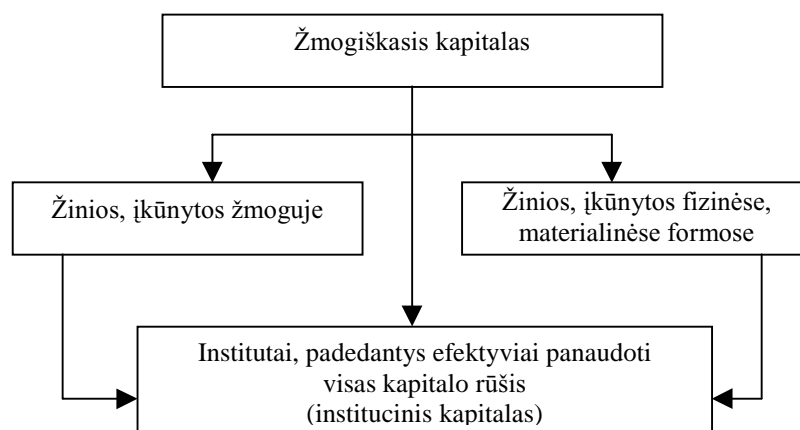 Žmogiškasis kapitalas
Žinios, įkūnytos žmoguje
Žinios, įkūnytos fizinėse,
materialinėse formose
Institutai, padedantys efektyviai panaudoti
visas kapitalo rūšis
(institucinis kapitalas)